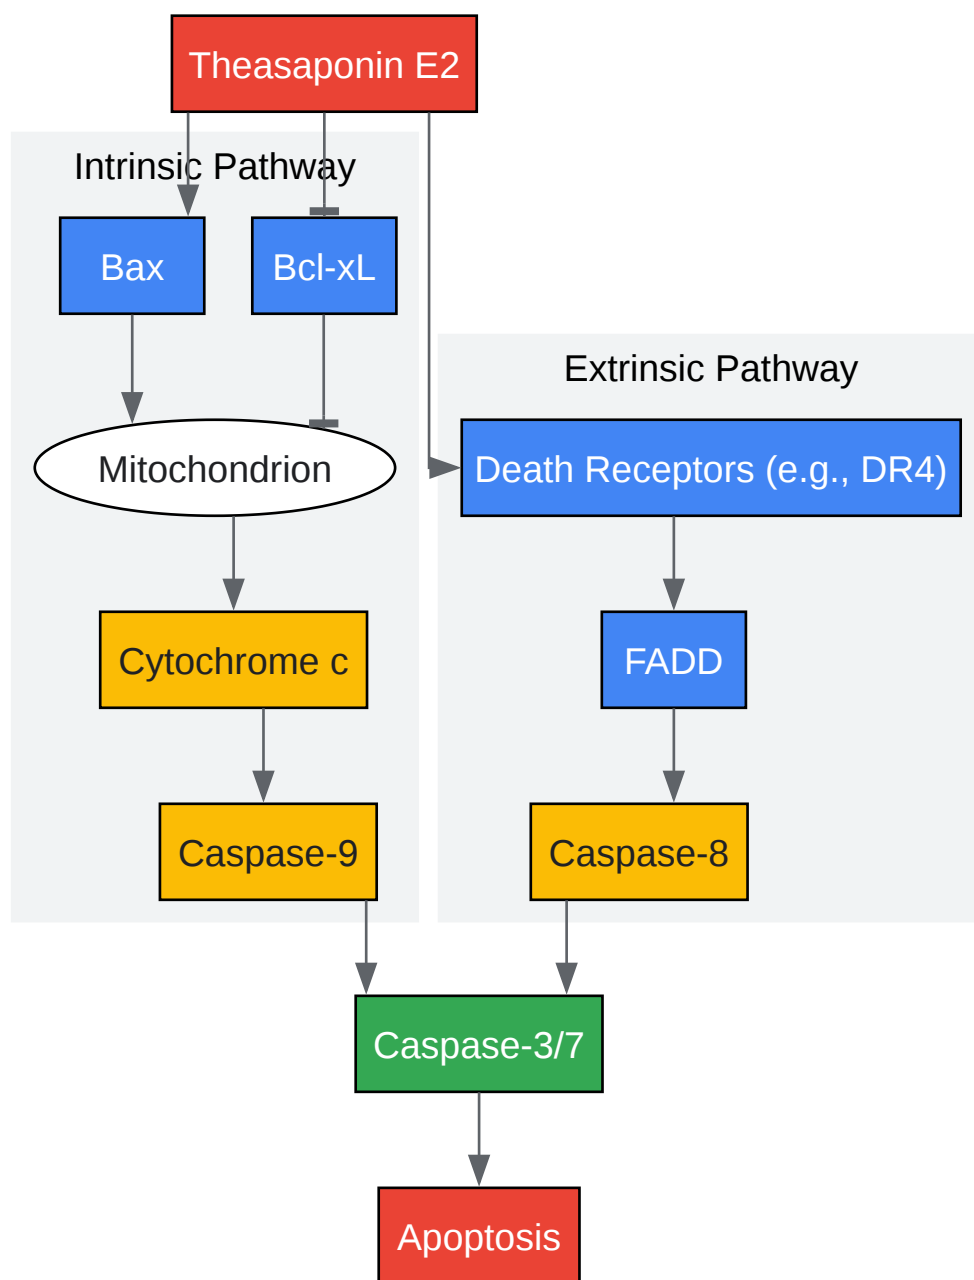 Theasaponin E2
Intrinsic Pathway
Bax
Bcl-xL
Extrinsic Pathway
Mitochondrion
Death Receptors (e.g., DR4)
Cytochrome c
FADD
Caspase-9
Caspase-8
Caspase-3/7
Apoptosis